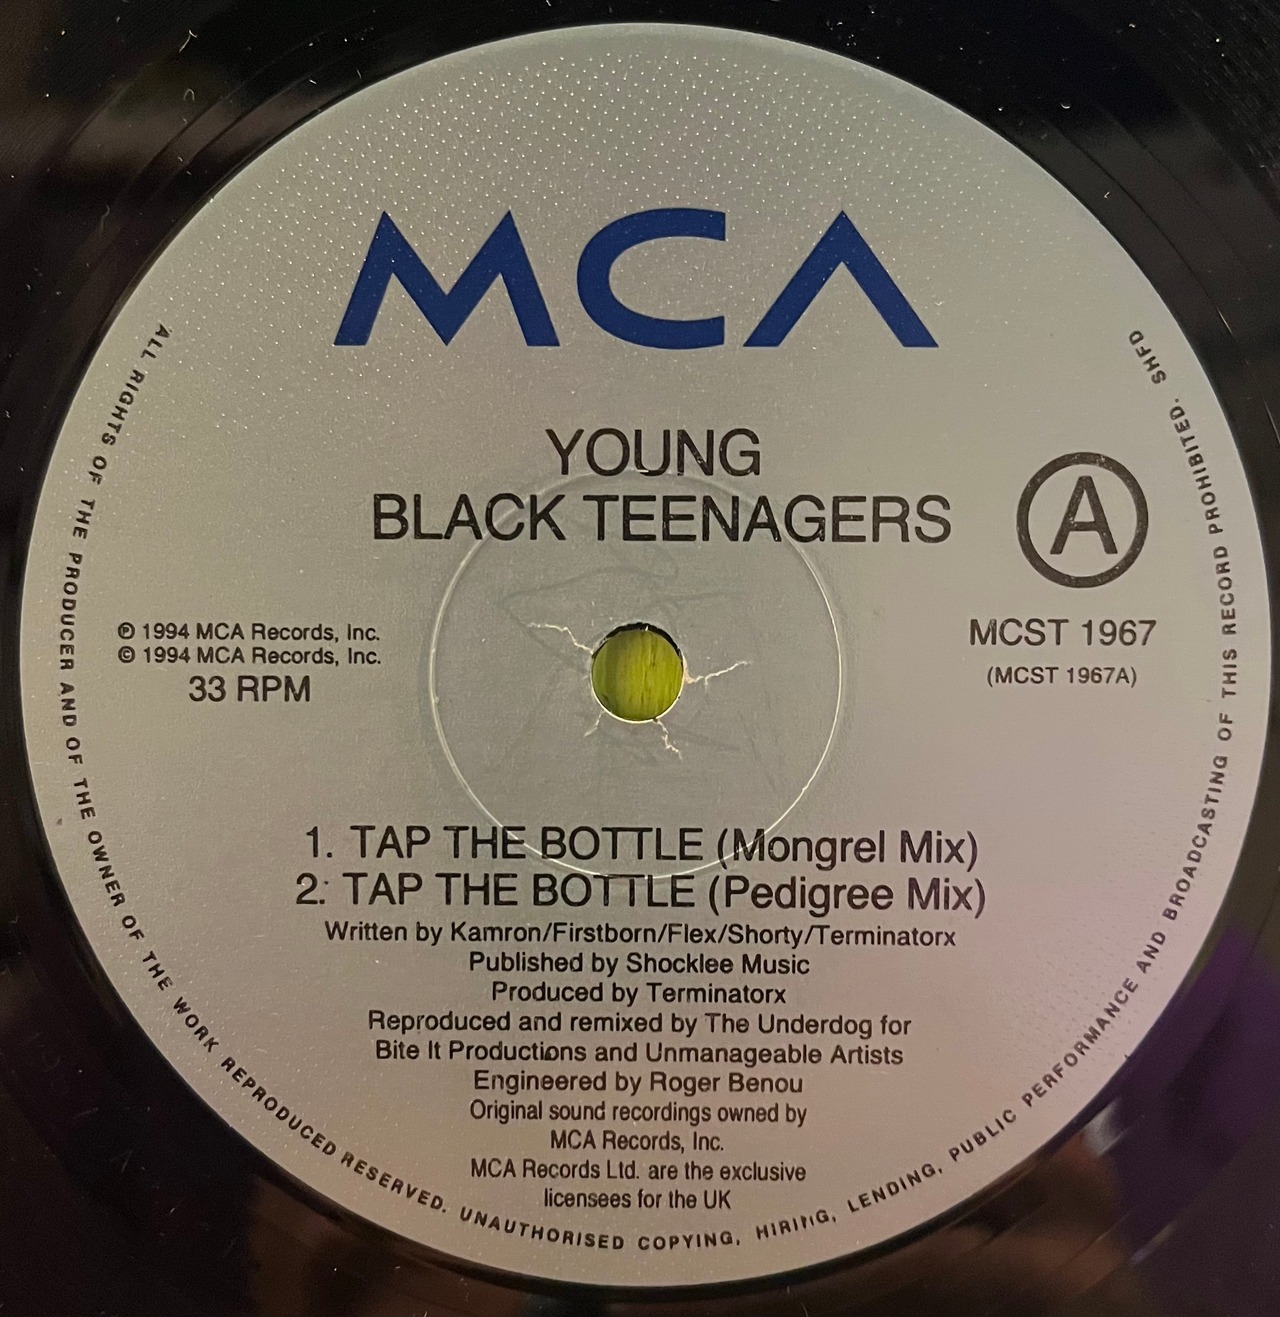 MCA
YOUNG
BLACK TEENAGERS
A
℗ 1994 MCA Records, Inc.
© 1994 MCA Records, Inc.
33 RPM
MCST 1967
(MCST 1967A)
1. TAP THE BOTTLE (Mongrel Mix)
2. TAP THE BOTTLE (Pedigree Mix)
Written by Kamron/Firstborn/Flex/Shorty/Terminatorx
Published by Shocklee Music
Produced by Terminatorx
Reproduced and remixed by The Underdog for
Bite It Productions and Unmanageable Artists
Engineered by Roger Benou
Original sound recordings owned by
MCA Records, Inc.
MCA Records Ltd. are the exclusive
licensees for the UK
ALL RIGHTS OF THE PRODUCER AND OF THE OWNER OF THE WORK REPRODUCED RESERVED. UNAUTHORISED COPYING, HIRING, LENDING, PUBLIC PERFORMANCE AND BROADCASTING OF THIS RECORD PROHIBITED. SHFD